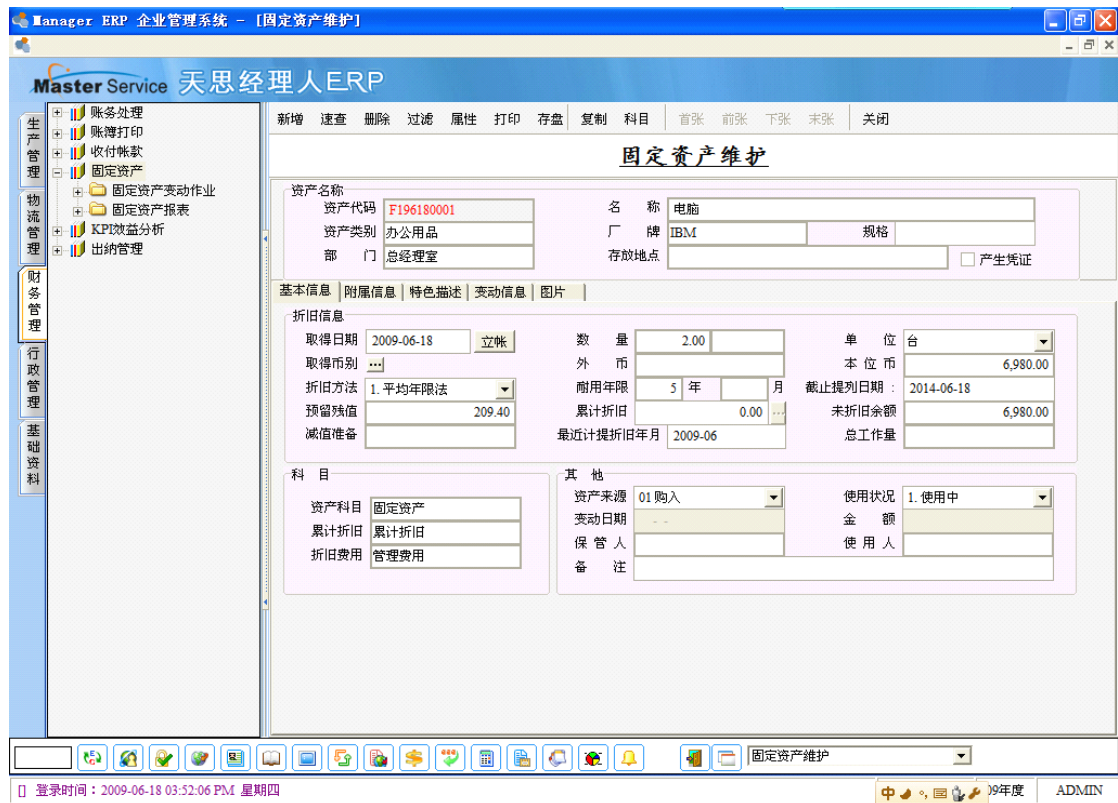 Manager ERP 企业管理系统 - [固定资产维护]
Master Service 天思经理人ERP
生产管理
物流管理
财务管理
行政管理
基础资料
账务处理
账簿打印
收付帐款
固定资产
固定资产变动作业
固定资产报表
KPI效益分析
出纳管理
新增 速查 删除 过滤 属性 打印 存盘 复制 科目 首张 前张 下张 末张 关闭
固定资产维护
资产名称
资产代码 F196180001 名 称 电脑
资产类别 办公用品 厂 牌 IBM 规格
部 门 总经理室 存放地点 产生凭证
基本信息 附属信息 特色描述 变动信息 图片
折旧信息
取得日期 2009-06-18 立帐 数 量 2.00 单 位 台
取得币别 ... 外 币 本 位 币 6,980.00
折旧方法 1.平均年限法 耐用年限 5 年 月 截止提列日期 : 2014-06-18
预留残值 209.40 累计折旧 0.00 ... 未折旧余额 6,980.00
减值准备 最近计提折旧年月 2009-06 总工作量
科 目
资产科目 固定资产
累计折旧 累计折旧
折旧费用 管理费用
其 他
资产来源 01 购入 使用状况 1.使用中
变动日期 - - 金 额
保 管 人 使 用 人
备 注
固定资产维护
登录时间：2009-06-18 03:52:06 PM 星期四 中 09年度 ADMIN